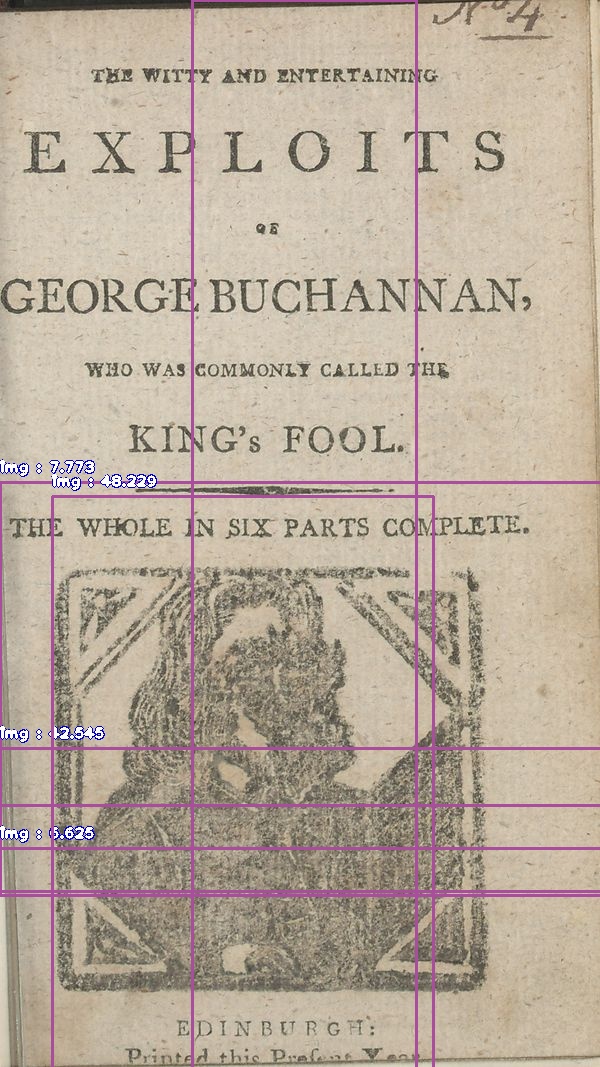 No. 4
THE WITTY AND ENTERTAINING
EXPLOITS
OF
GEORGE BUCHANNAN,
WHO WAS COMMONLY CALLED THE
KING's FOOL.
img : 7.773
img : 48.229
THE WHOLE IN SIX PARTS COMPLETE.
img : 42.545
img : 5.625
EDINBURGH:
Printed this Present Year